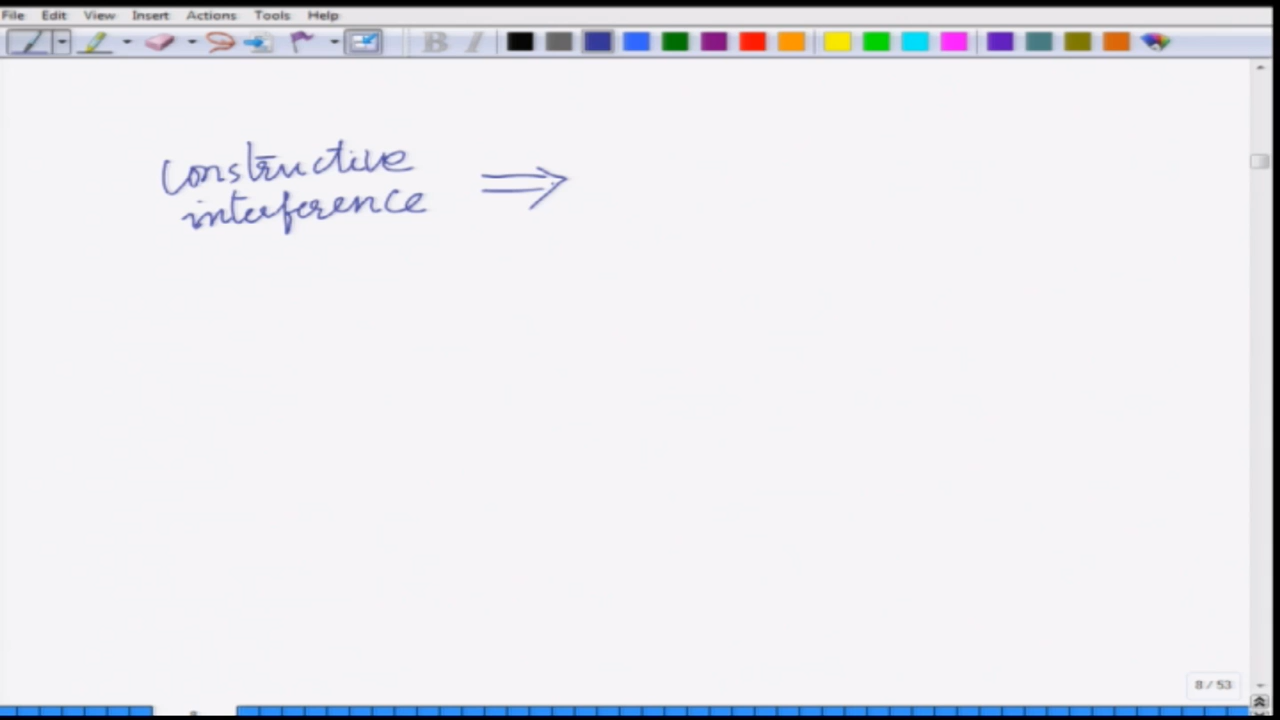 File Edit View Insert Actions Tools Help
B I
constructive
interference ⇒
8 / 53